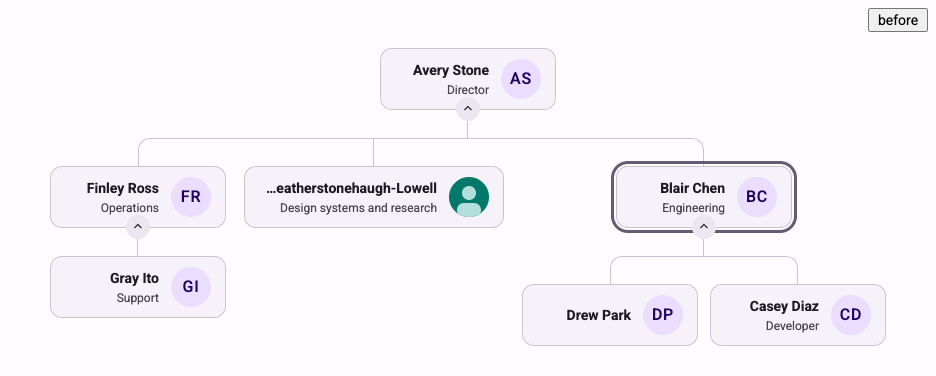 before
Avery Stone
Director
AS
Finley Ross
Operations
FR
...eatherstonehaugh-Lowell
Design systems and research
Blair Chen
Engineering
BC
Gray Ito
Support
GI
Drew Park
DP
Casey Diaz
Developer
CD